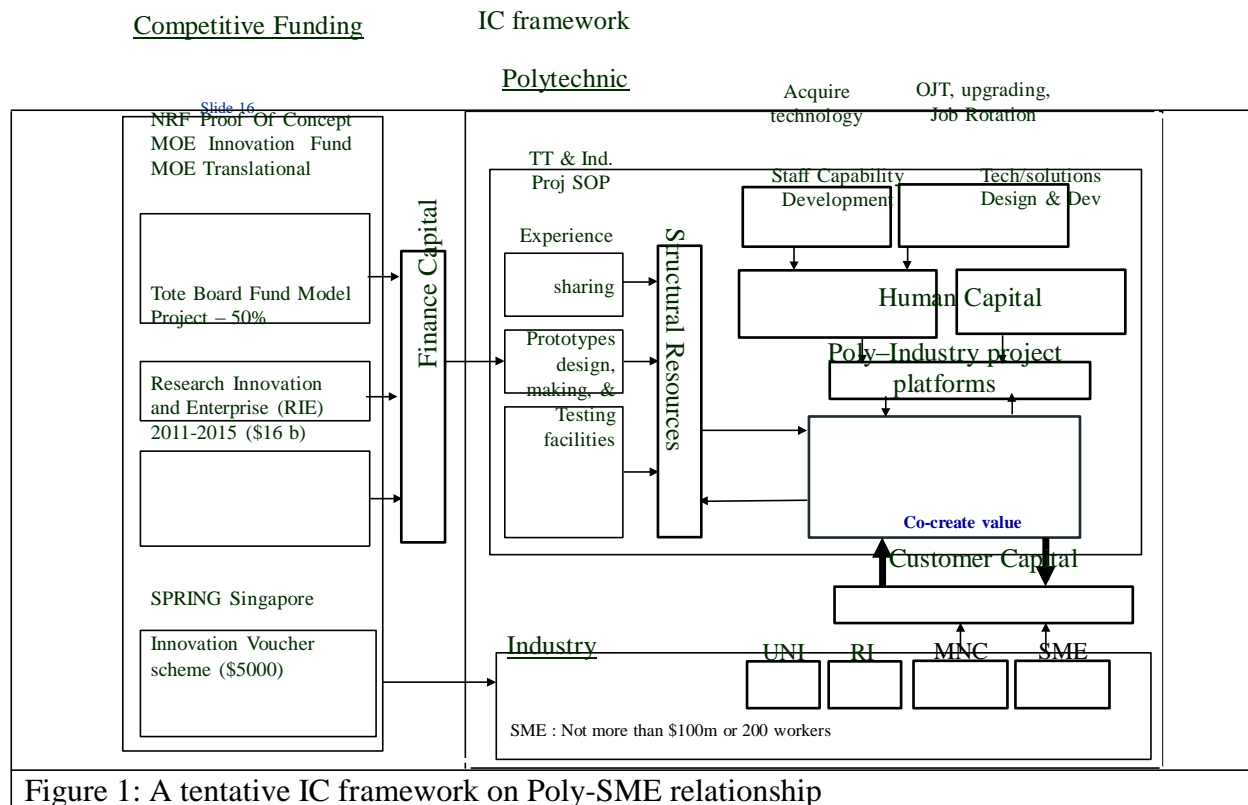 Competitive Funding
IC framework
Polytechnic
Slide 16
NRF Proof Of Concept
MOE Innovation Fund
MOE Translational
Tote Board Fund Model
Project – 50%
Research Innovation
and Enterprise (RIE)
2011-2015 ($16 b)
SPRING Singapore
Innovation Voucher
scheme ($5000)
Finance Capital
TT & Ind.
Proj SOP
Experience
sharing
Prototypes
design,
making, &
Testing
facilities
Structural Resources
Acquire
technology
OJT, upgrading,
Job Rotation
Staff Capability
Development
Tech/solutions
Design & Dev
Human Capital
Poly–Industry project
platforms
Co-create value
Customer Capital
Industry
UNI
RI
MNC
SME
SME : Not more than $100m or 200 workers
Figure 1: A tentative IC framework on Poly-SME relationship